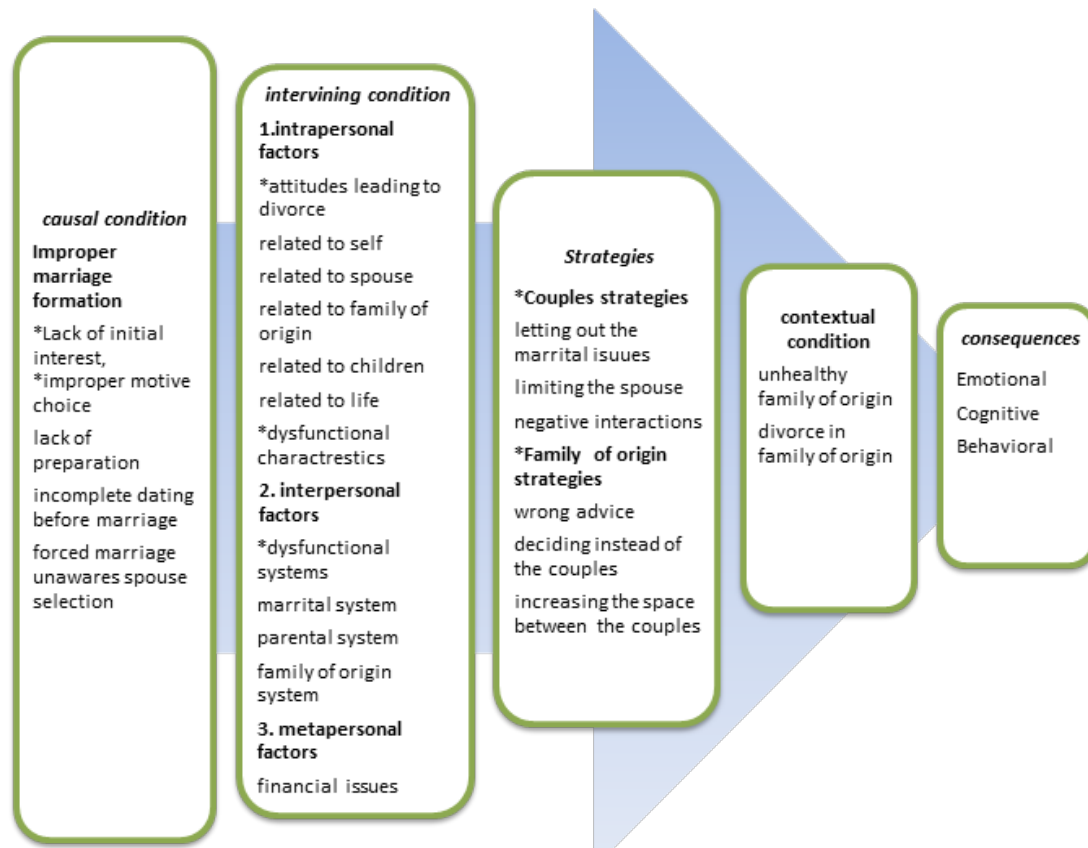 causal condition
Improper
marriage
formation
*Lack of initial
interest,
*improper motive
choice
lack of
preparation
incomplete dating
before marriage
forced marriage
unawares spouse
selection
intervining condition
1.intrapersonal
factors
*attitudes leading to
divorce
related to self
related to spouse
related to family of
origin
related to children
related to life
*dysfunctional
charactrestics
2. interpersonal
factors
*dysfunctional
systems
marrital system
parental system
family of origin
system
3. metapersonal
factors
financial issues
Strategies
*Couples strategies
letting out the
marrital isuues
limiting the spouse
negative interactions
*Family of origin
strategies
wrong advice
deciding instead of
the couples
increasing the space
between the couples
contextual
condition
unhealthy
family of origin
divorce in
family of origin
consequences
Emotional
Cognitive
Behavioral